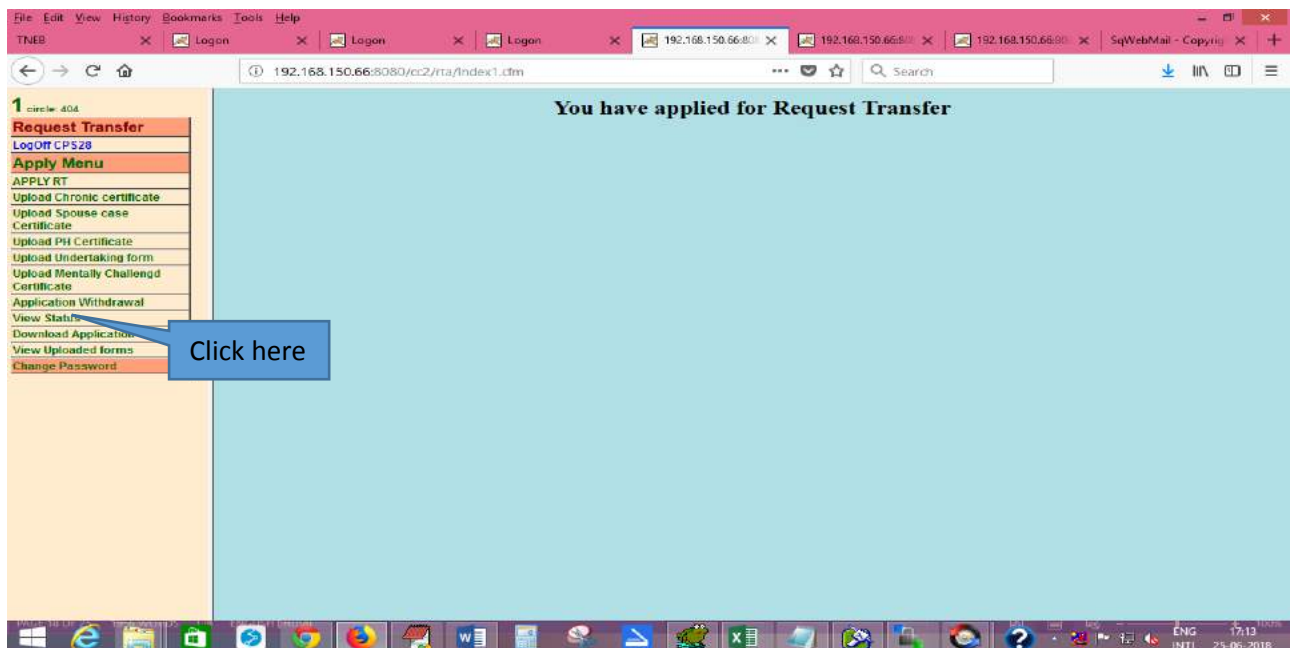 File Edit View History Bookmarks Tools Help
TNEB Logon Logon Logon 192.168.150.66:80 192.168.150.66:80 192.168.150.66:80 SqWebMail - Copyrig
192.168.150.66:8080/cc2/rta/index1.cfm Search
1 circle: 404
You have applied for Request Transfer
Request Transfer
LogOff CPS28
Apply Menu
APPLY RT
Upload Chronic certificate
Upload Spouse case
Certificate
Upload PH Certificate
Upload Undertaking form
Upload Mentally Challengd
Certificate
Application Withdrawal
View Status
Download Application
View Uploaded forms
Change Password
Click here
ENG 17:13
INTL 25-06-2018